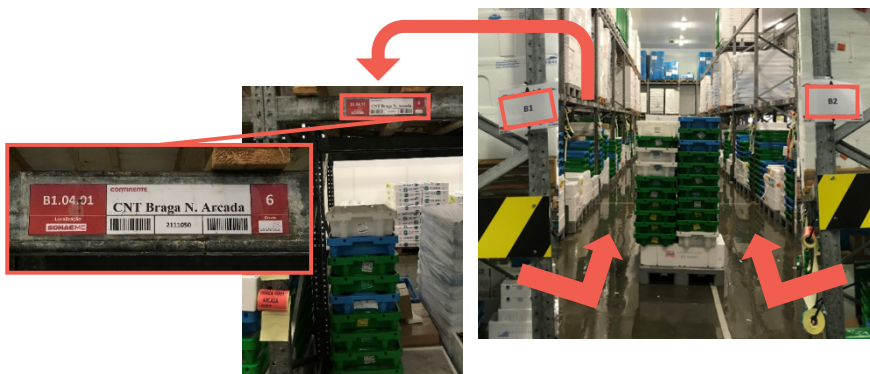 B1
B2
B1.04.01
Localização
SONAE MC
CONTINENTE
CNT Braga N. Arcada
2111050
6